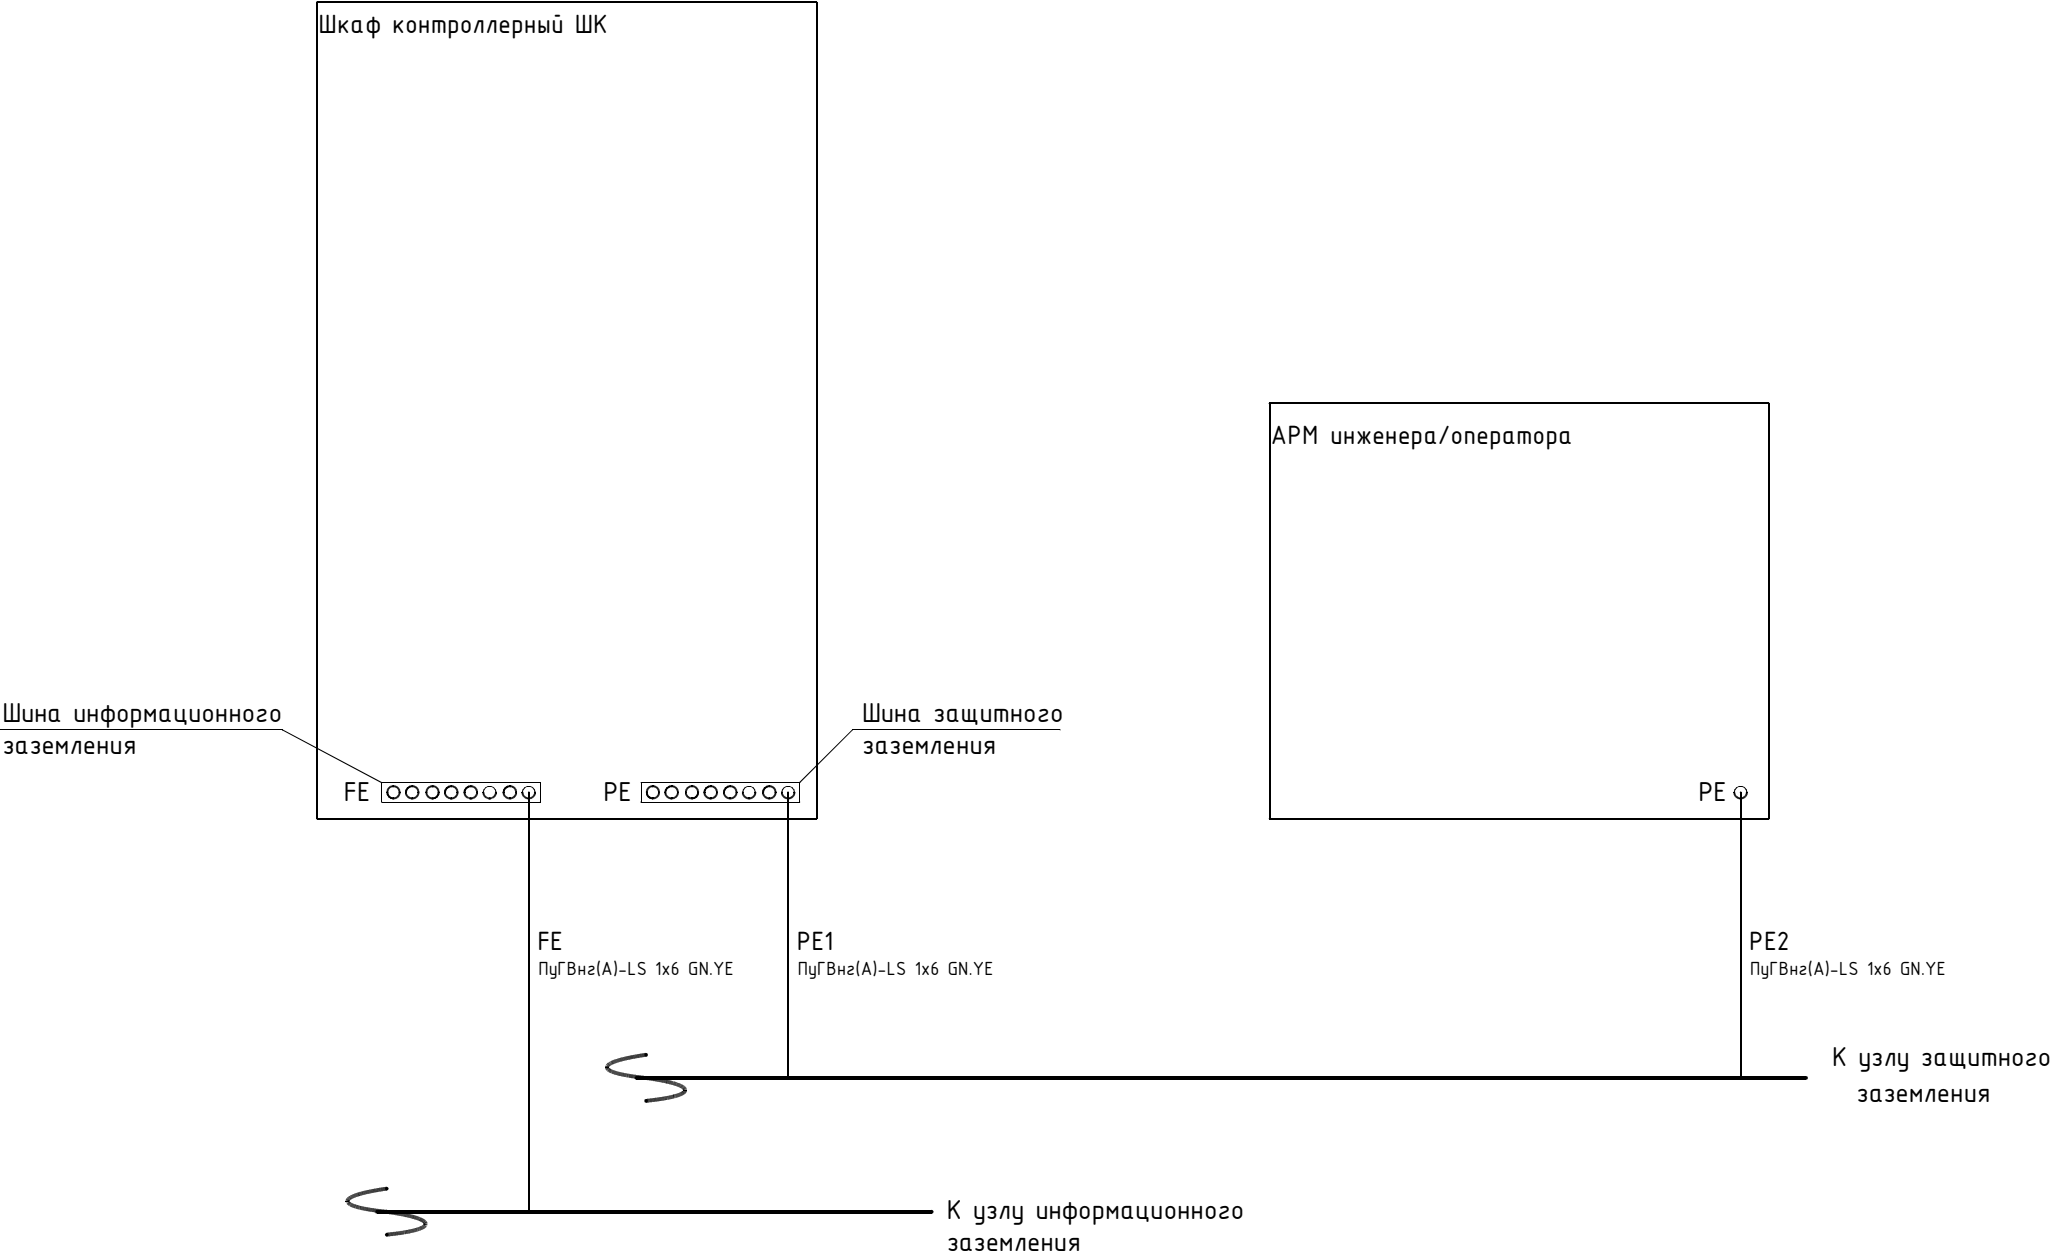 Шкаф контроллерный ШК
АРМ инженера/оператора
Шина информационного
заземления
Шина защитного
заземления
FE
PE
PE
FE
ПуГВнг(А)-LS 1x6 GN.YE
PE1
ПуГВнг(А)-LS 1x6 GN.YE
PE2
ПуГВнг(А)-LS 1x6 GN.YE
К узлу защитного
заземления
К узлу информационного
заземления